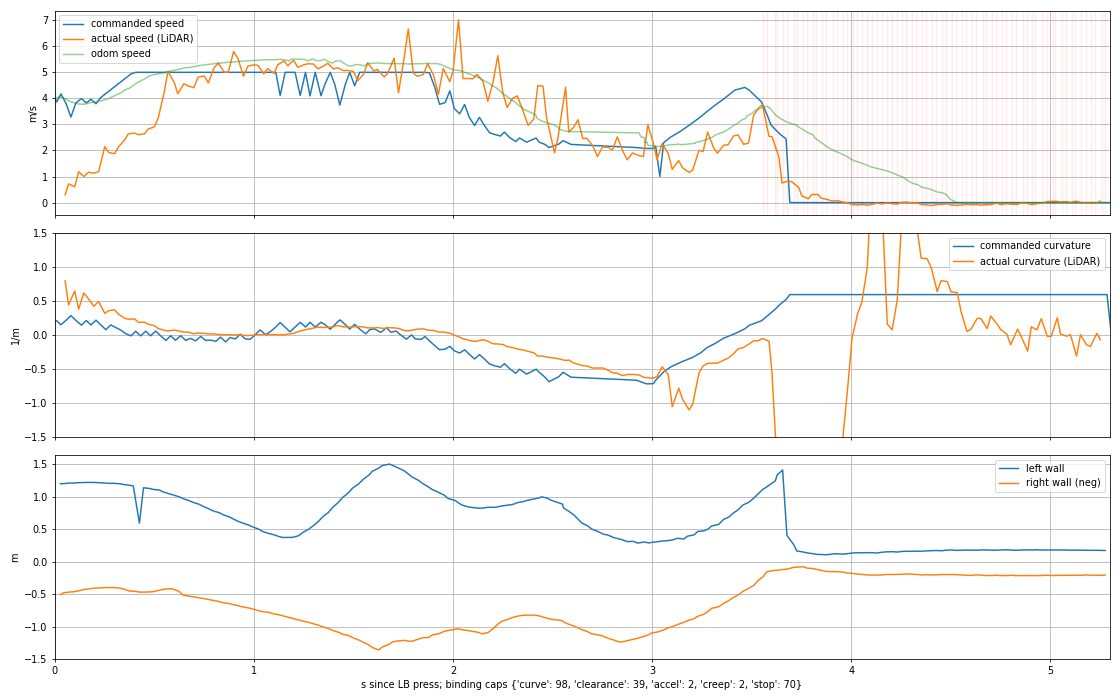 7
6
5
4
3
2
1
0
m/s
commanded speed
actual speed (LiDAR)
odom speed
1.5
1.0
0.5
0.0
−0.5
−1.0
−1.5
1/m
commanded curvature
actual curvature (LiDAR)
1.5
1.0
0.5
0.0
−0.5
−1.0
−1.5
m
left wall
right wall (neg)
0 1 2 3 4 5
s since LB press; binding caps {'curve': 98, 'clearance': 39, 'accel': 2, 'creep': 2, 'stop': 70}